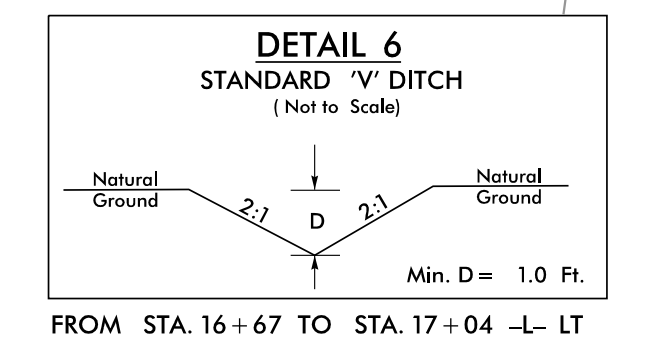 DETAIL 6
STANDARD 'V' DITCH
( Not to Scale)
Natural
Ground
2:1
D
2:1
Natural
Ground
Min. D = 1.0 Ft.
FROM STA. 16+67 TO STA. 17+04 -L- LT